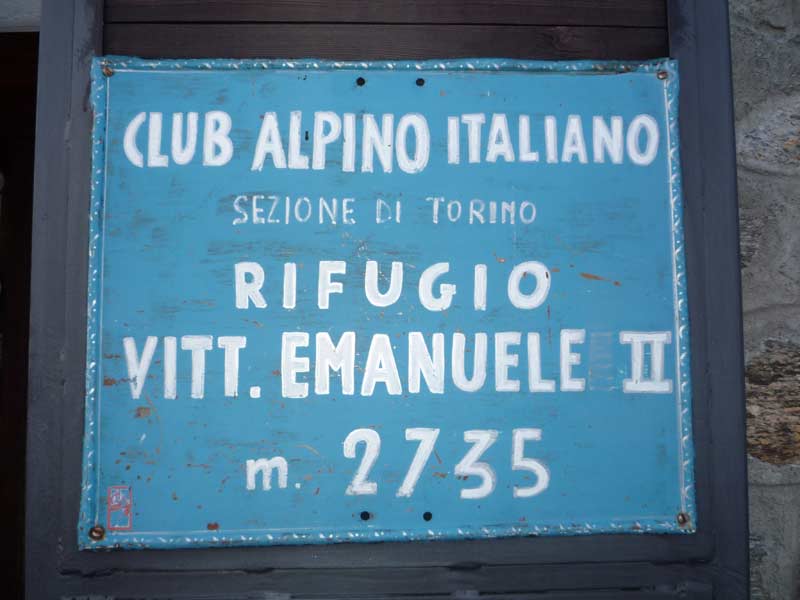 CLUB ALPINO ITALIANO
SEZIONE DI TORINO
RIFUGIO
VITT. EMANUELE II
m. 2735